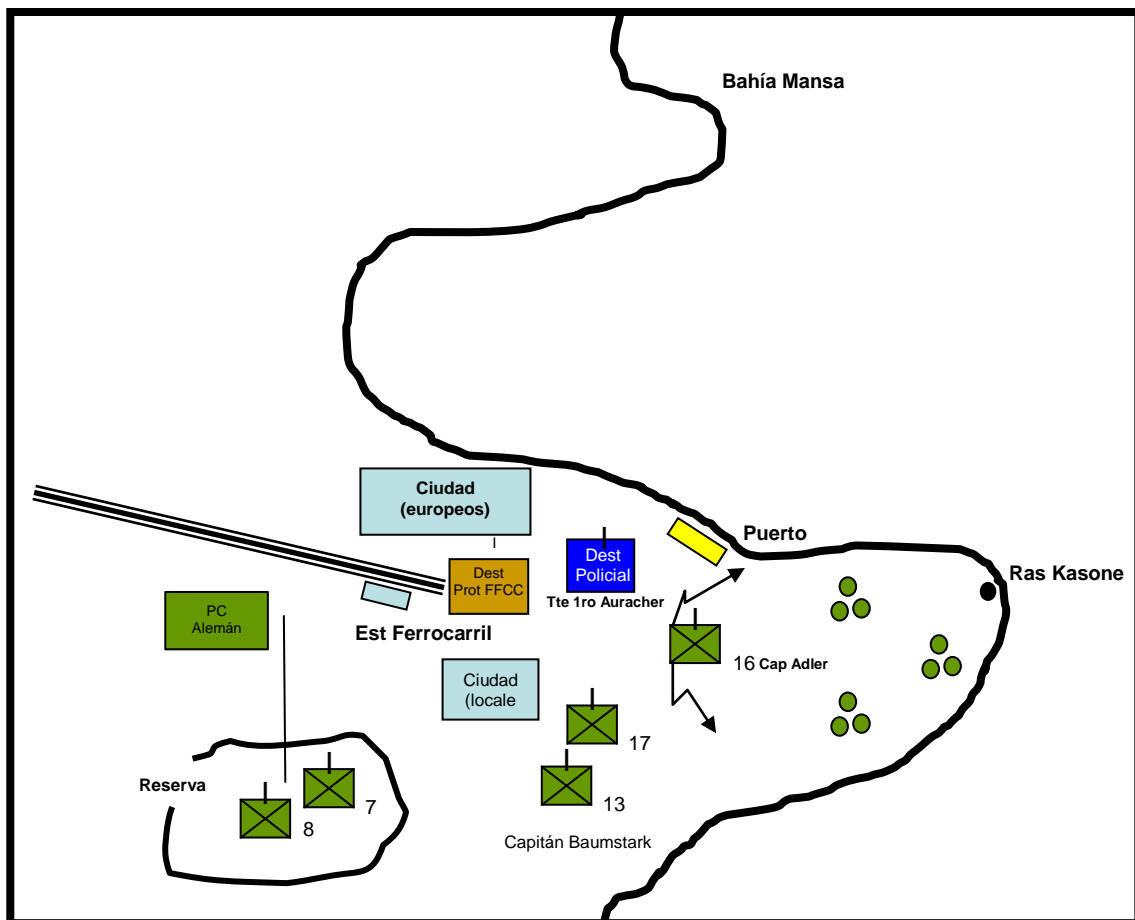 Bahía Mansa
Ciudad
(europeos)
Puerto
Dest
Policial
Dest
Prot FFCC
Ras Kasone
Tte 1ro Auracher
PC
Alemán
Est Ferrocarril
16 Cap Adler
Ciudad
(locale
17
Reserva
7
13
8
Capitán Baumstark